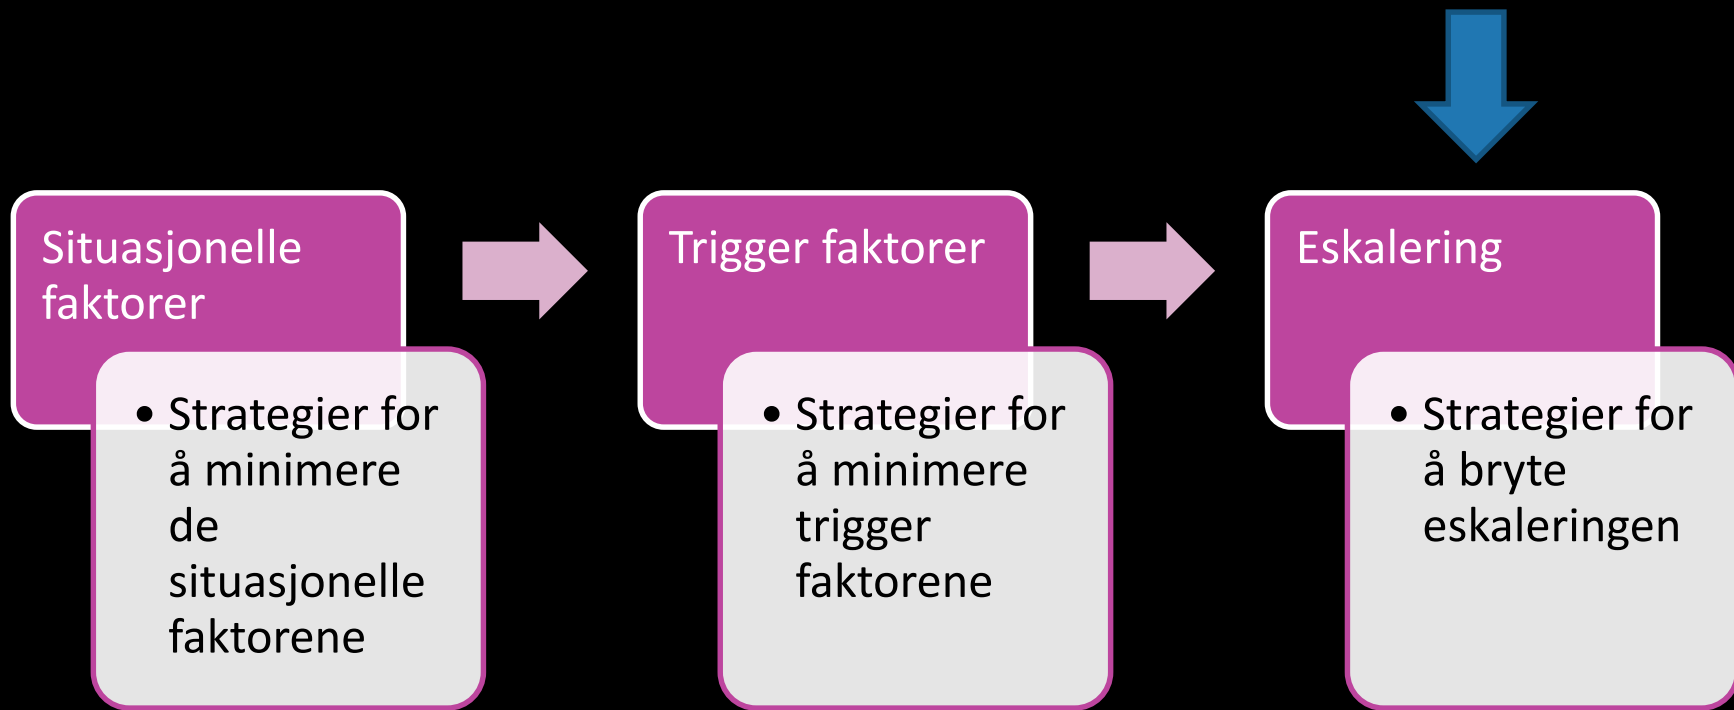 Situasjonelle
faktorer
• Strategier for
å minimere
de
situasjonelle
faktorene
Trigger faktorer
• Strategier for
å minimere
trigger
faktorene
Eskalering
• Strategier for
å bryte
eskaleringen